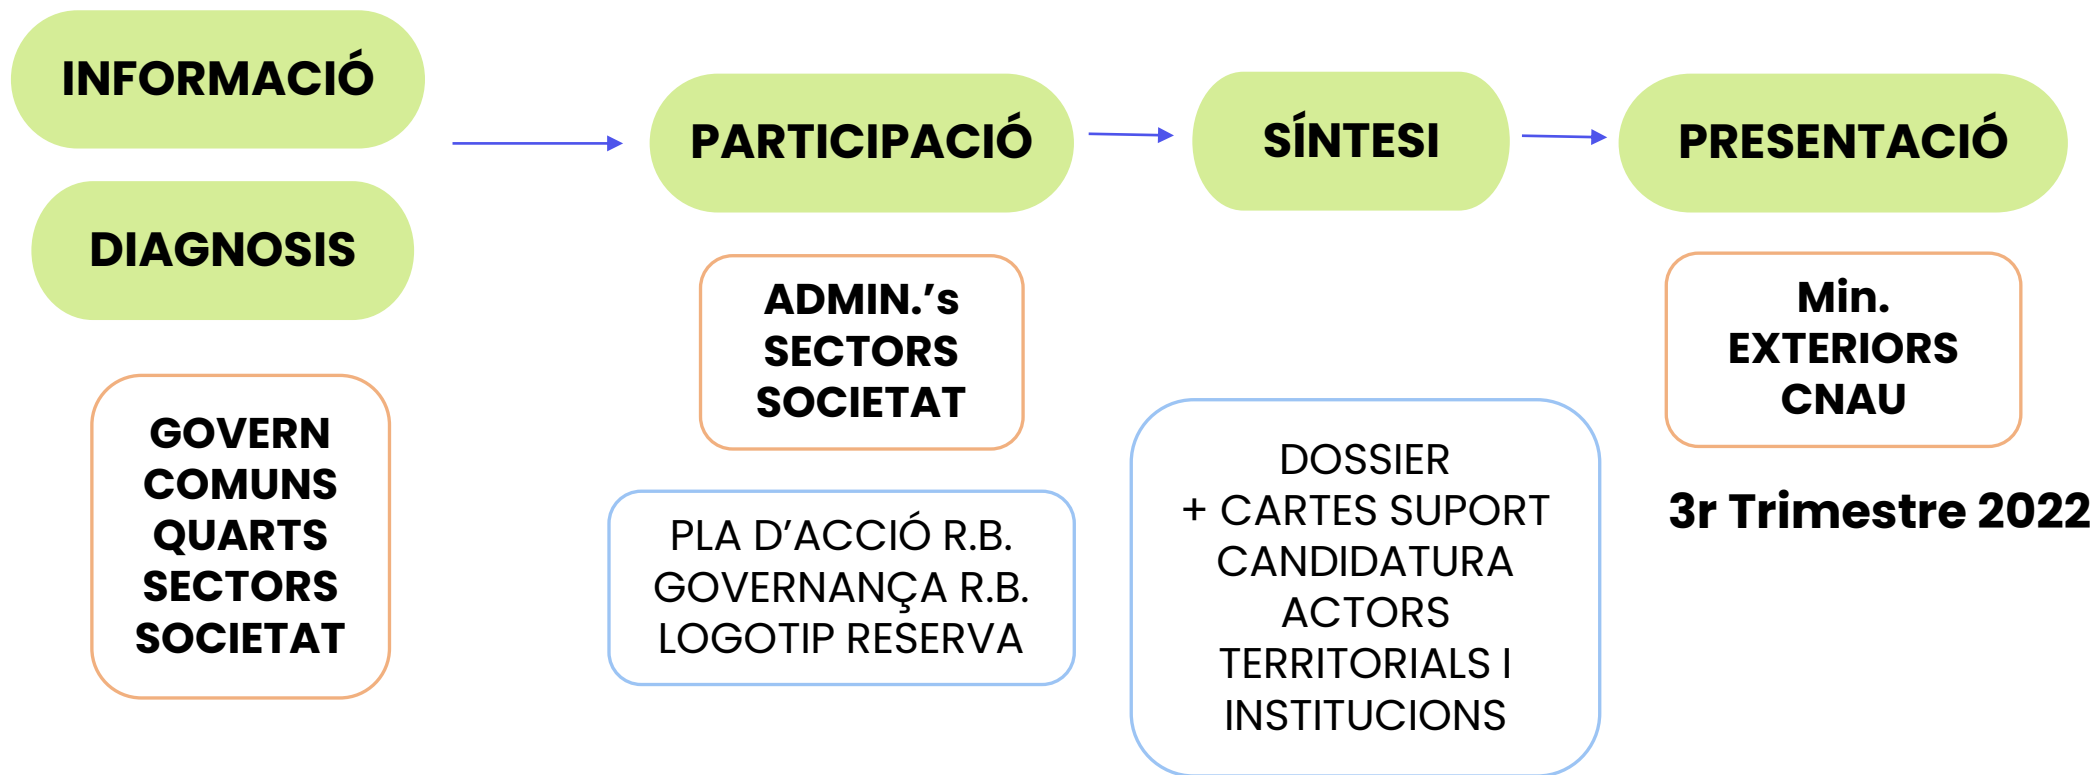 INFORMACIÓ
DIAGNOSIS
GOVERN
COMUNS
QUARTS
SECTORS
SOCIETAT
PARTICIPACIÓ
ADMIN.’s
SECTORS
SOCIETAT
PLA D’ACCIÓ R.B.
GOVERNANÇA R.B.
LOGOTIP RESERVA
SÍNTESI
DOSSIER
+ CARTES SUPORT
CANDIDATURA
ACTORS
TERRITORIALS I
INSTITUCIONS
PRESENTACIÓ
Min.
EXTERIORS
CNAU
3r Trimestre 2022